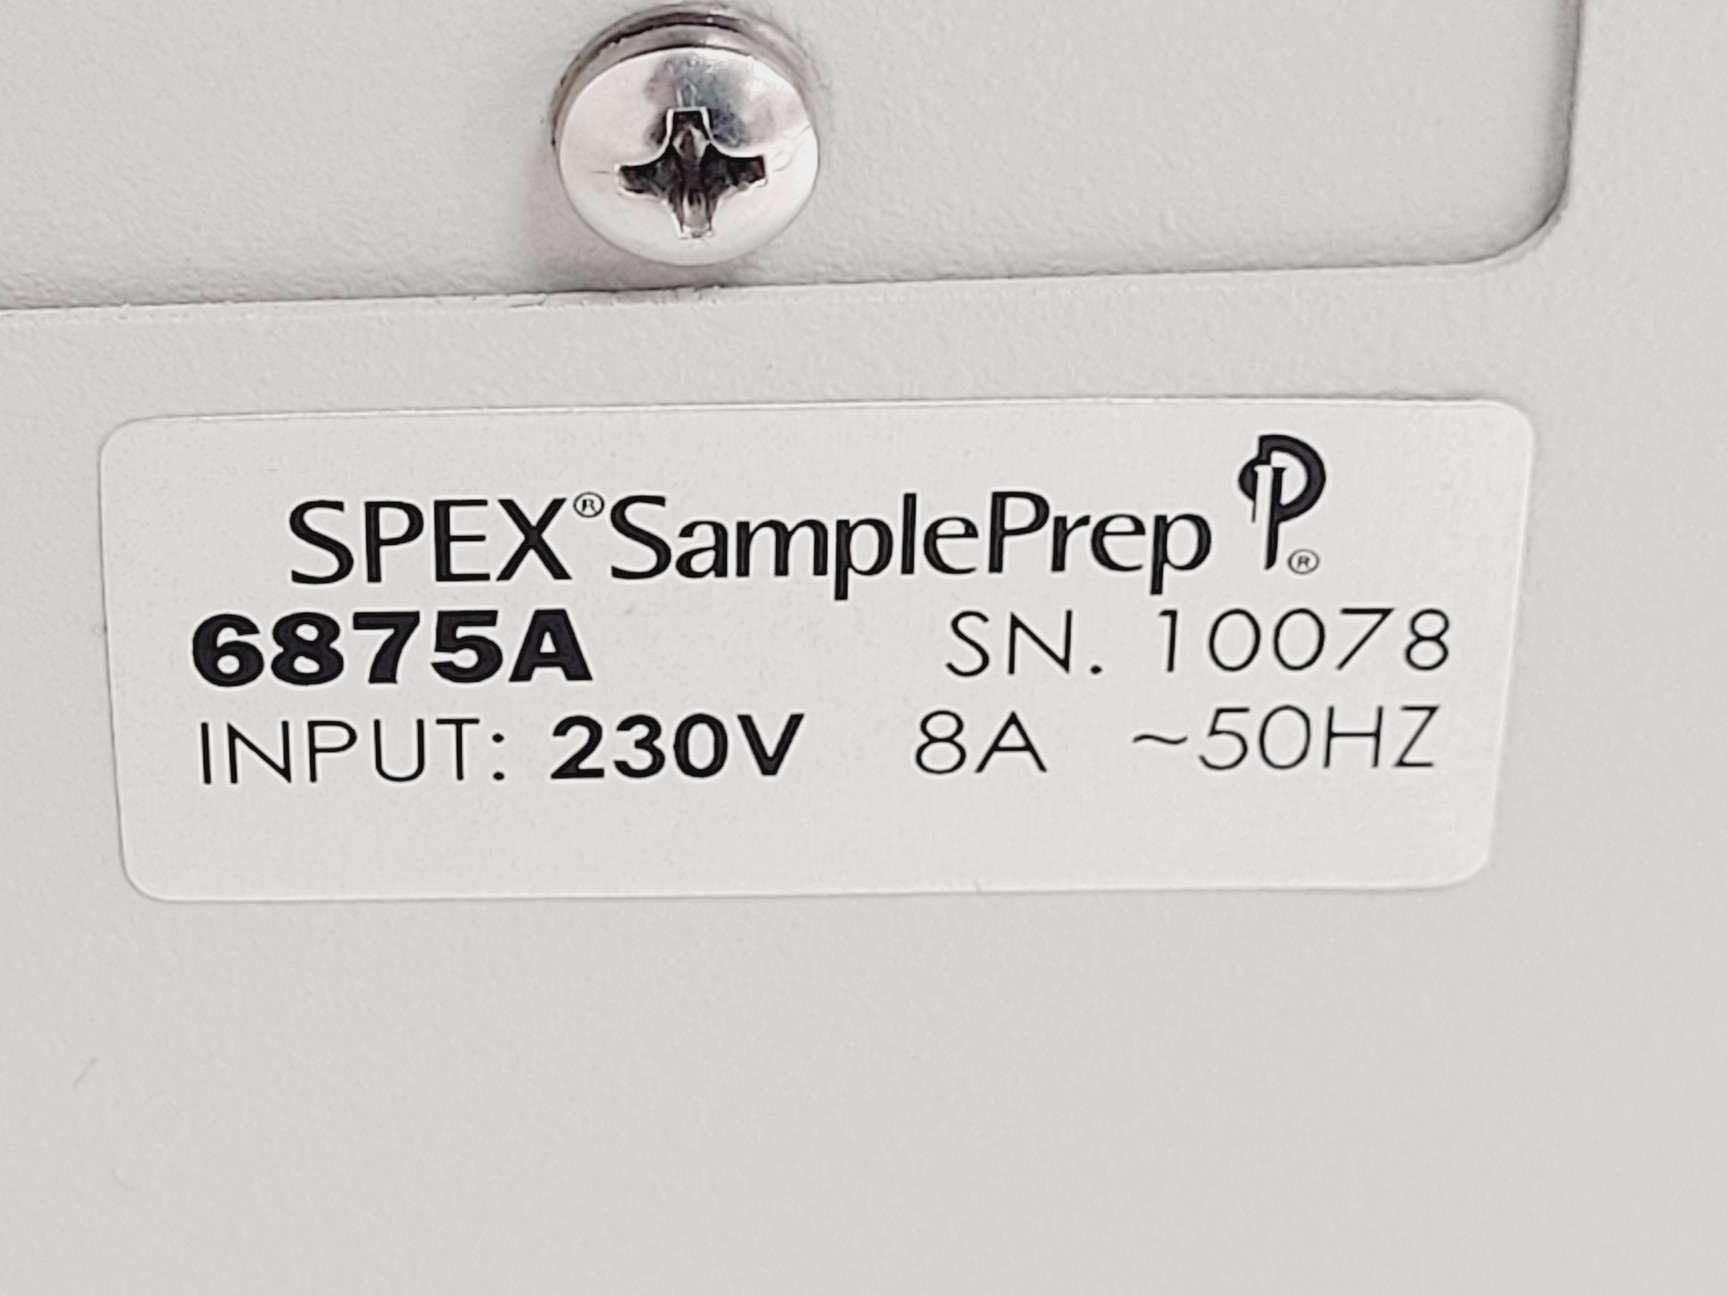 SPEX® SamplePrep P®
6875A SN. 10078
INPUT: 230V 8A ~50HZ